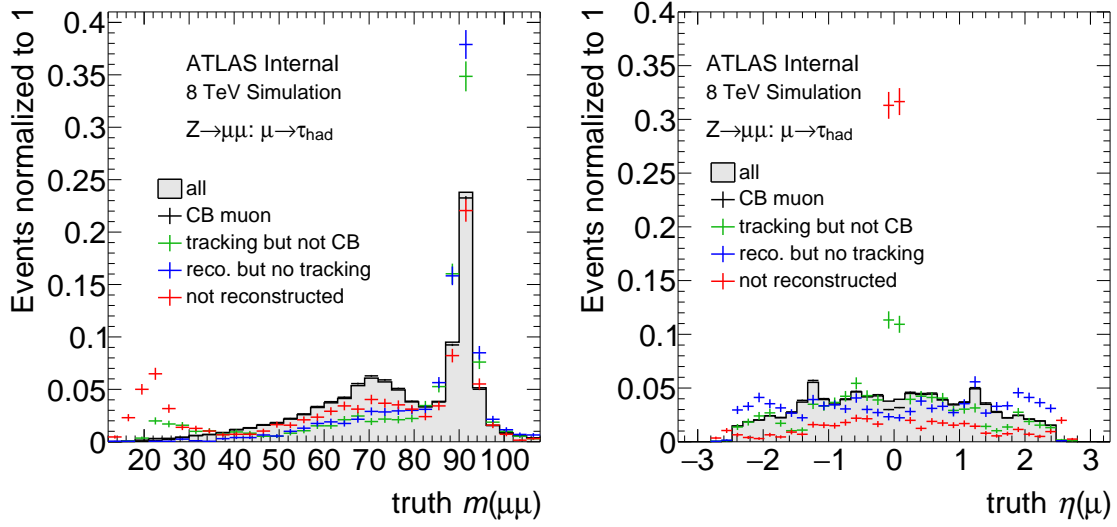 Events normalized to 1
0.4
0.35
0.3
0.25
0.2
0.15
0.1
0.05
0
ATLAS Internal
8 TeV Simulation
Z→μμ: μ→τhad
all
CB muon
tracking but not CB
reco. but no tracking
not reconstructed
20 30 40 50 60 70 80 90 100
truth m(μμ)
Events normalized to 1
0.4
0.35
0.3
0.25
0.2
0.15
0.1
0.05
0
ATLAS Internal
8 TeV Simulation
Z→μμ: μ→τhad
all
CB muon
tracking but not CB
reco. but no tracking
not reconstructed
−3 −2 −1 0 1 2 3
truth η(μ)